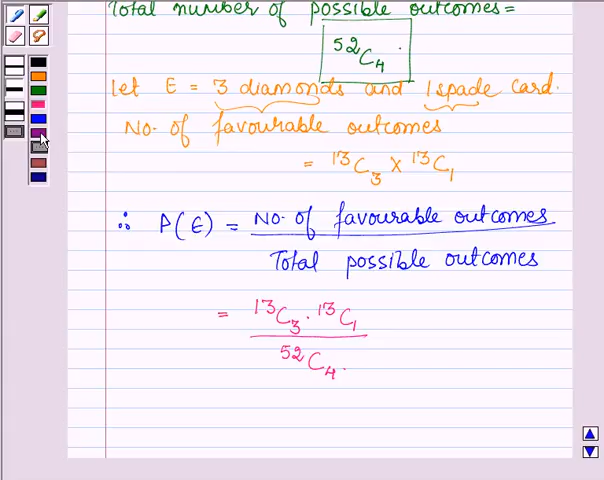 Total number of possible outcomes =
⁵²C₄.
Let E = 3 diamonds and 1 spade card.
No. of favourable outcomes
= ¹³C₃ × ¹³C₁
∴ P(E) = No. of favourable outcomes
Total possible outcomes
= ¹³C₃ . ¹³C₁
⁵²C₄.